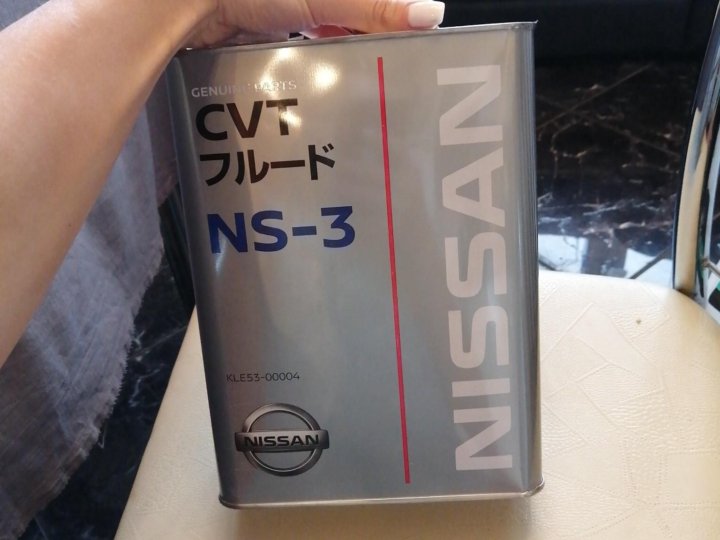 GENUINE PARTS
CVT
フルード
NS-3
KLE53-00004
NISSAN
NISSAN